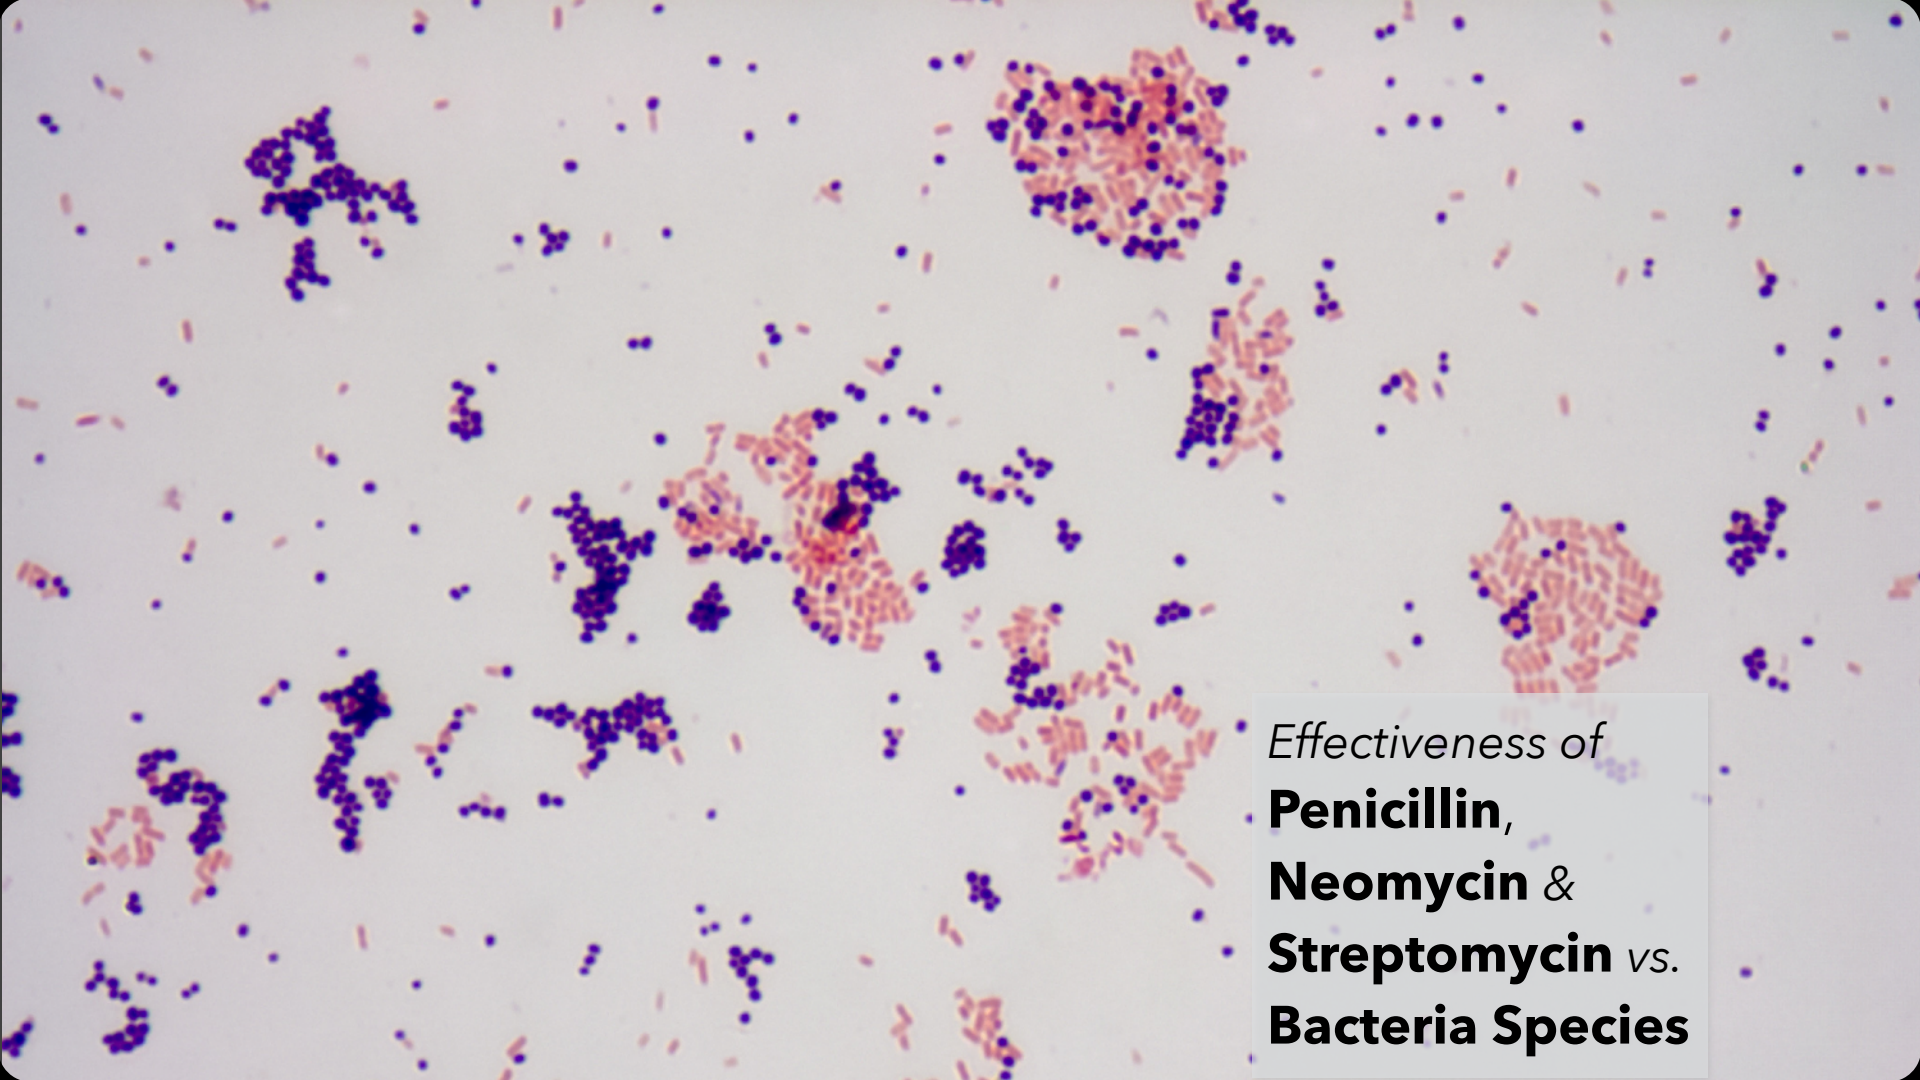 Effectiveness of
Penicillin,
Neomycin &
Streptomycin vs.
Bacteria Species